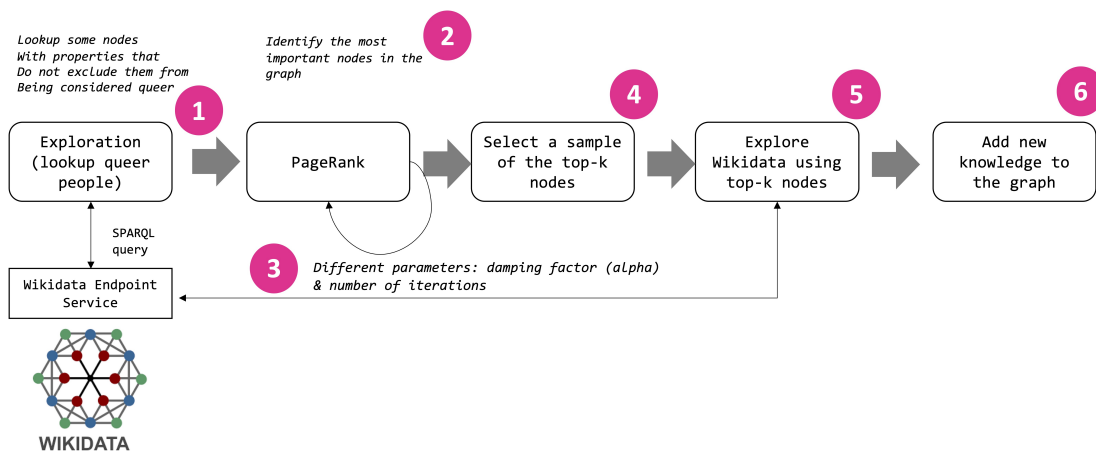 Lookup some nodes
With properties that
Do not exclude them from
Being considered queer
1
Exploration
(lookup queer
people)
Identify the most
important nodes in the
graph
2
PageRank
3
Different parameters: damping factor (alpha)
& number of iterations
4
Select a sample
of the top-k
nodes
5
Explore
Wikidata using
top-k nodes
6
Add new
knowledge to
the graph
SPARQL
query
Wikidata Endpoint
Service
WIKIDATA